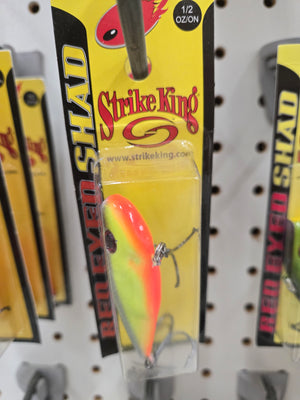 1/2
OZ/ON
Strike King
www.strikeking.com
RED EYED SHAD
RED EYED SHAD